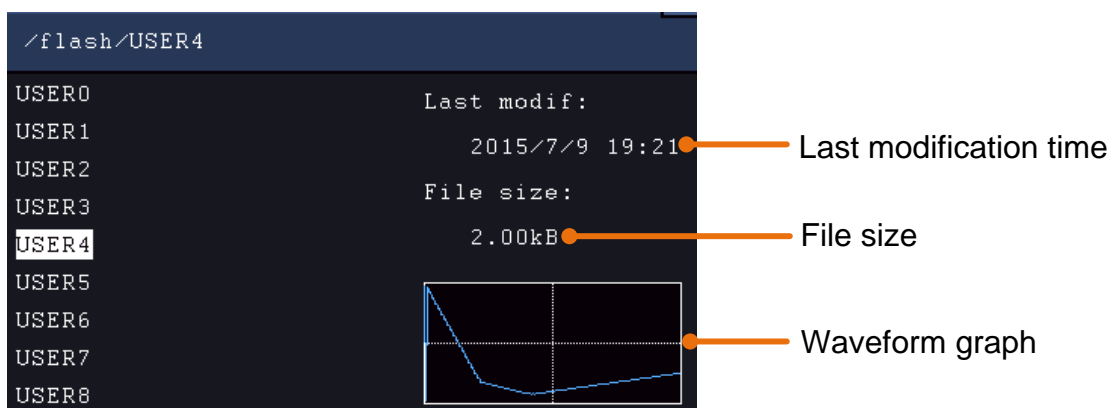 /flash/USER4
USER0
USER1
USER2
USER3
USER4
USER5
USER6
USER7
USER8
Last modif:
2015/7/9 19:21
File size:
2.00kB
Last modification time
File size
Waveform graph